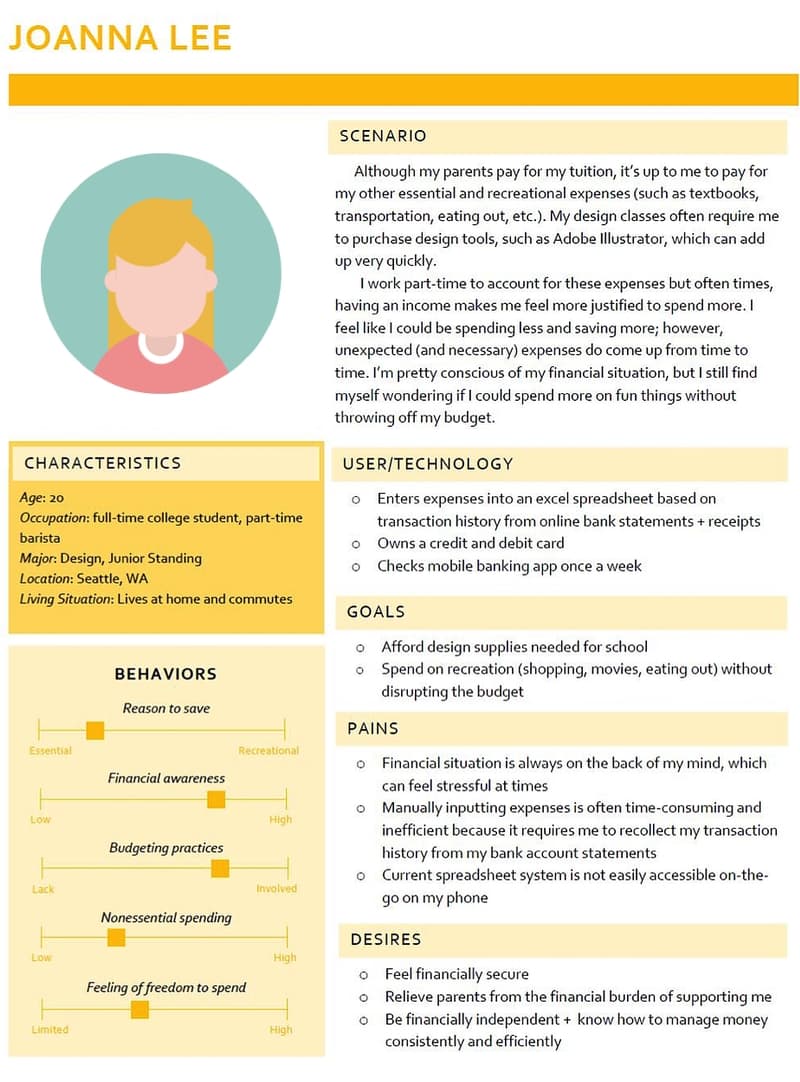 JOANNA LEE
SCENARIO
Although my parents pay for my tuition, it's up to me to pay for
my other essential and recreational expenses (such as textbooks,
transportation, eating out, etc.). My design classes often require me
to purchase design tools, such as Adobe Illustrator, which can add
up very quickly.
I work part-time to account for these expenses but often times,
having an income makes me feel more justified to spend more. I
feel like I could be spending less and saving more; however,
unexpected (and necessary) expenses do come up from time to
time. I'm pretty conscious of my financial situation, but I still find
myself wondering if I could spend more on fun things without
throwing off my budget.
CHARACTERISTICS
Age: 20
Occupation: full-time college student, part-time
barista
Major: Design, Junior Standing
Location: Seattle, WA
Living Situation: Lives at home and commutes
BEHAVIORS
Reason to save
Essential Recreational
Financial awareness
Low High
Budgeting practices
Lack Involved
Nonessential spending
Low High
Feeling of freedom to spend
Limited High
USER/TECHNOLOGY
o Enters expenses into an excel spreadsheet based on
transaction history from online bank statements + receipts
o Owns a credit and debit card
o Checks mobile banking app once a week
GOALS
o Afford design supplies needed for school
o Spend on recreation (shopping, movies, eating out) without
disrupting the budget
PAINS
o Financial situation is always on the back of my mind, which
can feel stressful at times
o Manually inputting expenses is often time-consuming and
inefficient because it requires me to recollect my transaction
history from my bank account statements
o Current spreadsheet system is not easily accessible on-the-
go on my phone
DESIRES
o Feel financially secure
o Relieve parents from the financial burden of supporting me
o Be financially independent + know how to manage money
consistently and efficiently